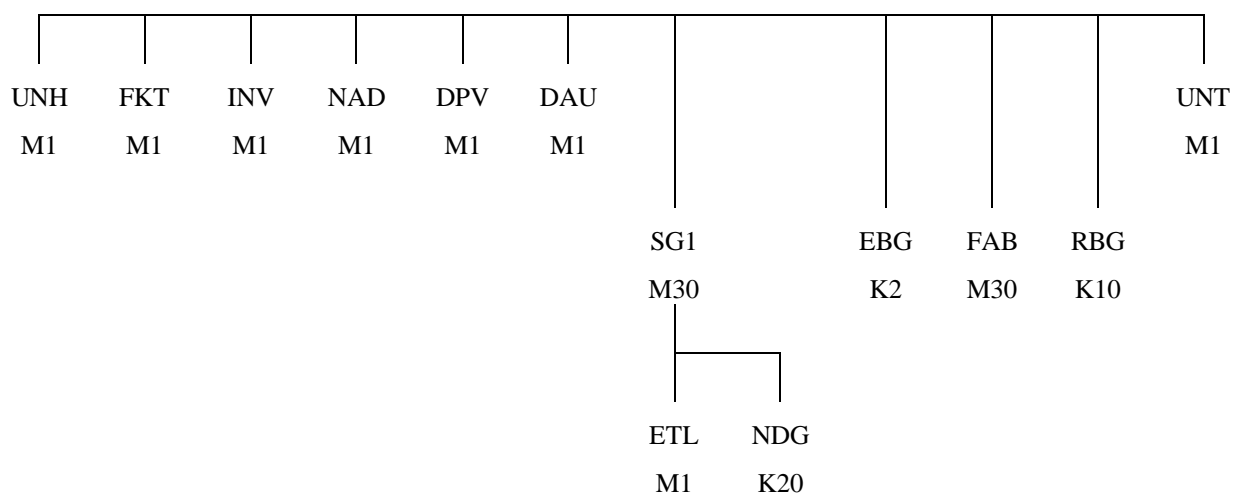 UNH FKT INV NAD DPV DAU UNT
M1 M1 M1 M1 M1 M1 M1
SG1 EBG FAB RBG
M30 K2 M30 K10
ETL NDG
M1 K20